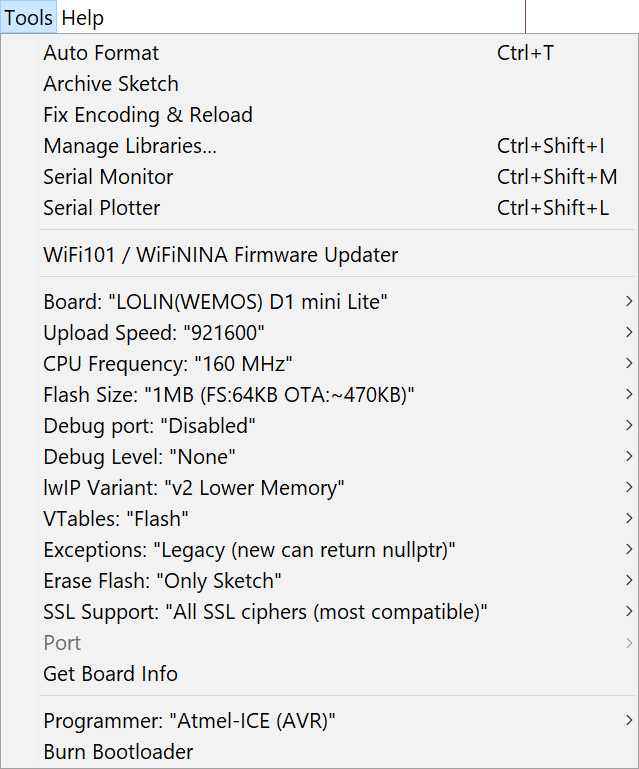 Tools Help
Auto Format Ctrl+T
Archive Sketch
Fix Encoding & Reload
Manage Libraries... Ctrl+Shift+I
Serial Monitor Ctrl+Shift+M
Serial Plotter Ctrl+Shift+L
WiFi101 / WiFiNINA Firmware Updater
Board: "LOLIN(WEMOS) D1 mini Lite"
Upload Speed: "921600"
CPU Frequency: "160 MHz"
Flash Size: "1MB (FS:64KB OTA:~470KB)"
Debug port: "Disabled"
Debug Level: "None"
lwIP Variant: "v2 Lower Memory"
VTables: "Flash"
Exceptions: "Legacy (new can return nullptr)"
Erase Flash: "Only Sketch"
SSL Support: "All SSL ciphers (most compatible)"
Port
Get Board Info
Programmer: "Atmel-ICE (AVR)"
Burn Bootloader